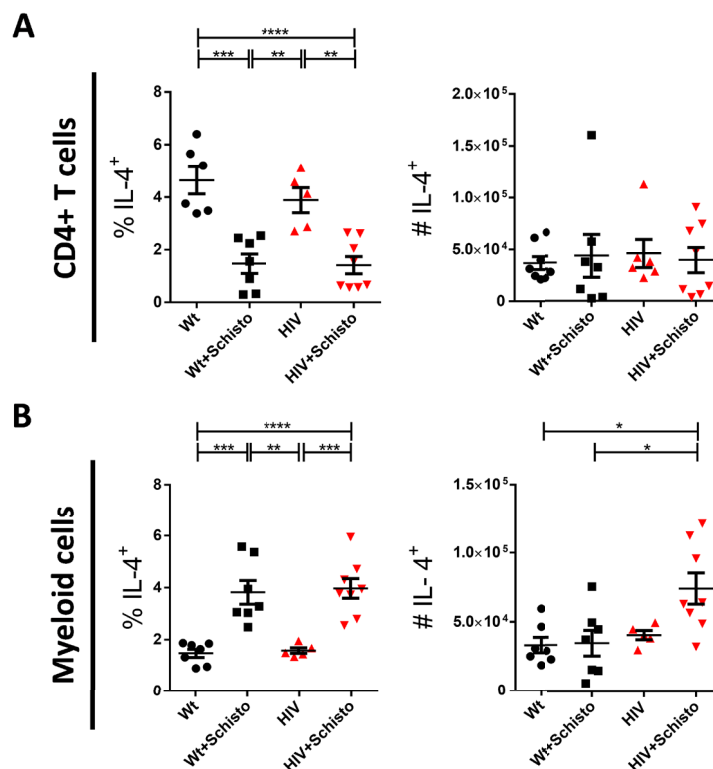 A
CD4+ T cells
****
*** ** **
% IL-4+
8
6
4
2
0
Wt
Wt+Schisto
HIV
HIV+Schisto
# IL-4+
2.0×10^5
1.5×10^5
1.0×10^5
5.0×10^4
0
Wt
Wt+Schisto
HIV
HIV+Schisto
B
Myeloid cells
****
*** ** ***
% IL-4+
8
6
4
2
0
Wt
Wt+Schisto
HIV
HIV+Schisto
*
*
# IL- 4+
1.5×10^5
1.0×10^5
5.0×10^4
0
Wt
Wt+Schisto
HIV
HIV+Schisto